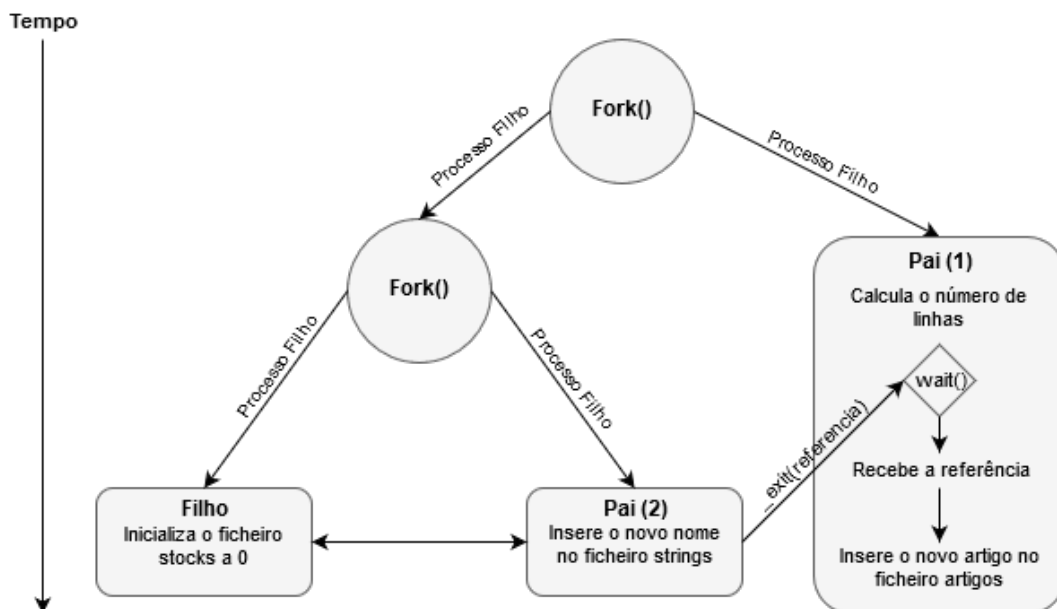 Tempo
Fork()
Processo Filho
Processo Filho
Fork()
Pai (1)
Calcula o número de
linhas
Processo Filho
Processo Filho
wait()
_exit(referencia)
Recebe a referência
Filho
Inicializa o ficheiro
stocks a 0
Pai (2)
Insere o novo nome
no ficheiro strings
Insere o novo artigo no
ficheiro artigos